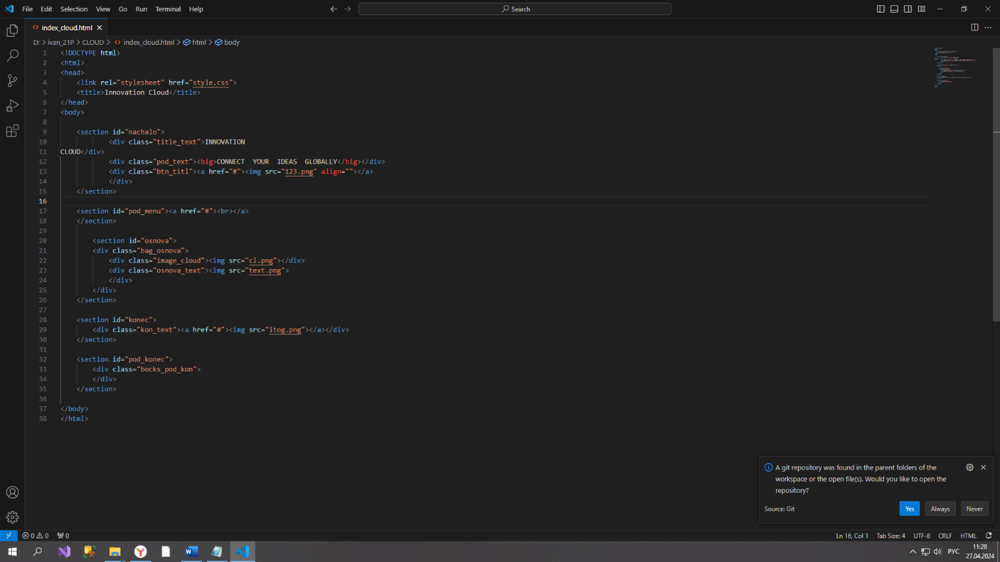 File Edit Selection View Go Run Terminal Help
Search
index_cloud.html
D: > ivan_21P > CLOUD > index_cloud.html > html > body
1 <!DOCTYPE html>
2 <html>
3 <head>
4 <link rel="stylesheet" href="style.css">
5 <title>Innovation Cloud</title>
6 </head>
7 <body>
8
9 <section id="nachalo">
10 <div class="title_text">INNOVATION
11 CLOUD</div>
12 <div class="pod_text"><big>CONNECT  YOUR  IDEAS  GLOBALLY</big></div>
13 <div class="btn_titl"><a href="#"><img src="123.png" align=""></a>
14 </div>
15 </section>
16
17 <section id="pod_menu"><a href="#"><br></a>
18 </section>
19
20 <section id="osnova">
21 <div class="bag_osnova">
22 <div class="image_cloud"><img src="cl.png"></div>
23 <div class="osnova_text"><img src="text.png">
24 </div>
25 </div>
26 </section>
27
28 <section id="konec">
29 <div class="kon_text"><a href="#"><img src="itog.png"></a></div>
30 </section>
31
32 <section id="pod_konec">
33 <div class="bocks_pod_kon">
34 </div>
35 </section>
36
37 </body>
38 </html>
A git repository was found in the parent folders of the
workspace or the open file(s). Would you like to open the
repository?
Source: Git
Yes Always Never
0 0 0
Ln 16, Col 1 Tab Size: 4 UTF-8 CRLF HTML
РУС
11:28
27.04.2024